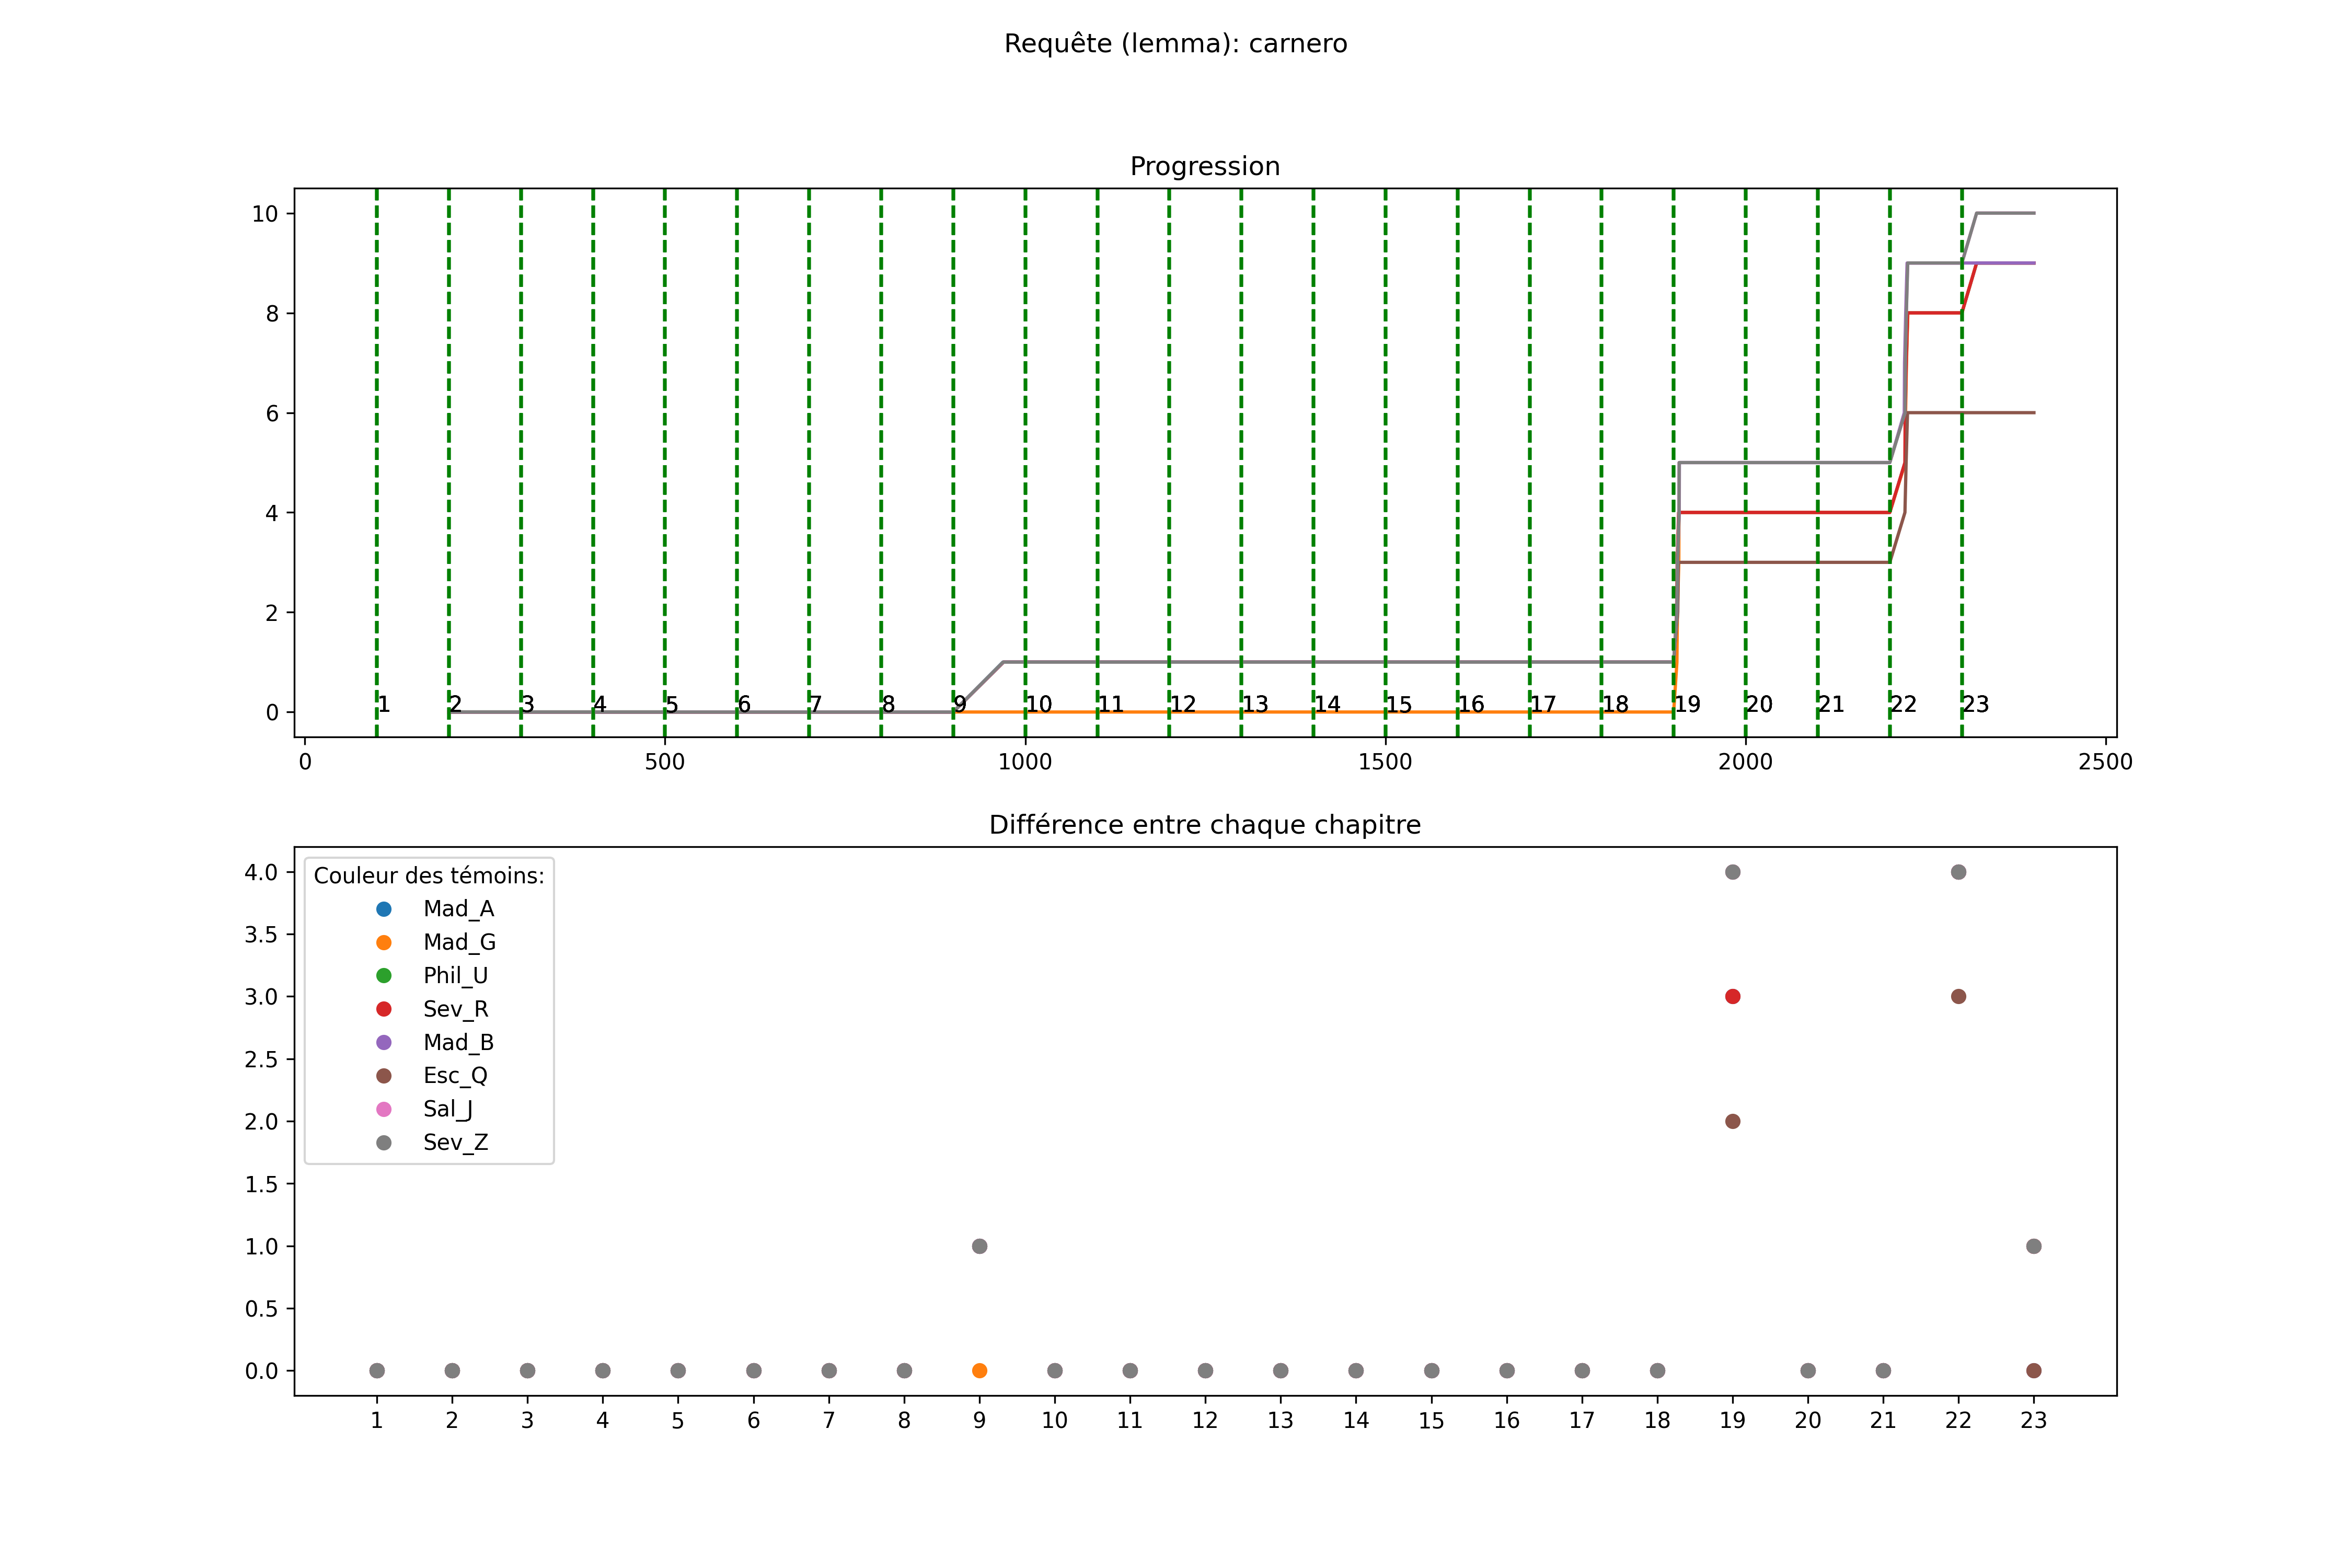 Requête (lemma): carnero
Progression
10
8
6
4
2
0
1 2 3 4 5 6 7 8 9 10 11 12 13 14 15 16 17 18 19 20 21 22 23
0 500 1000 1500 2000 2500
Différence entre chaque chapitre
4.0
3.5
3.0
2.5
2.0
1.5
1.0
0.5
0.0
Couleur des témoins:
Mad_A
Mad_G
Phil_U
Sev_R
Mad_B
Esc_Q
Sal_J
Sev_Z
1 2 3 4 5 6 7 8 9 10 11 12 13 14 15 16 17 18 19 20 21 22 23